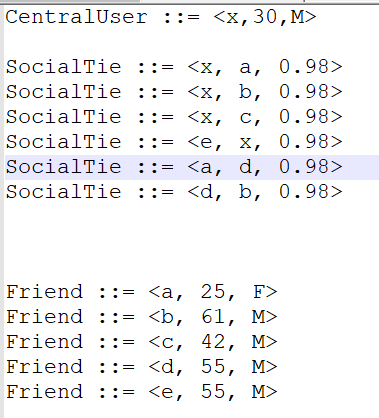 CentralUser ::= <x,30,M>
SocialTie ::= <x, a, 0.98>
SocialTie ::= <x, b, 0.98>
SocialTie ::= <x, c, 0.98>
SocialTie ::= <e, x, 0.98>
SocialTie ::= <a, d, 0.98>
SocialTie ::= <d, b, 0.98>
Friend ::= <a, 25, F>
Friend ::= <b, 61, M>
Friend ::= <c, 42, M>
Friend ::= <d, 55, M>
Friend ::= <e, 55, M>